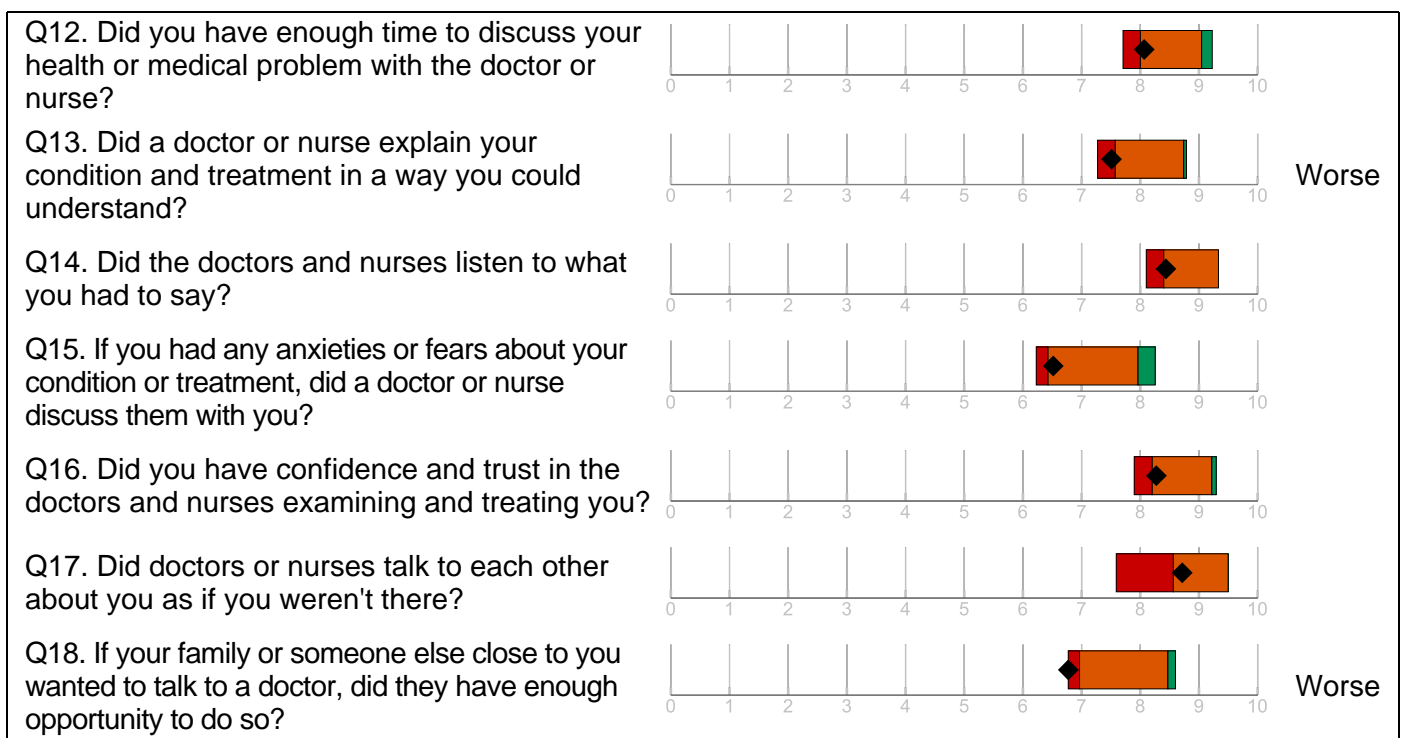 Q12. Did you have enough time to discuss your
health or medical problem with the doctor or
nurse?
0 1 2 3 4 5 6 7 8 9 10
Q13. Did a doctor or nurse explain your
condition and treatment in a way you could
understand?
0 1 2 3 4 5 6 7 8 9 10
Worse
Q14. Did the doctors and nurses listen to what
you had to say?
0 1 2 3 4 5 6 7 8 9 10
Q15. If you had any anxieties or fears about your
condition or treatment, did a doctor or nurse
discuss them with you?
0 1 2 3 4 5 6 7 8 9 10
Q16. Did you have confidence and trust in the
doctors and nurses examining and treating you?
0 1 2 3 4 5 6 7 8 9 10
Q17. Did doctors or nurses talk to each other
about you as if you weren't there?
0 1 2 3 4 5 6 7 8 9 10
Q18. If your family or someone else close to you
wanted to talk to a doctor, did they have enough
opportunity to do so?
0 1 2 3 4 5 6 7 8 9 10
Worse